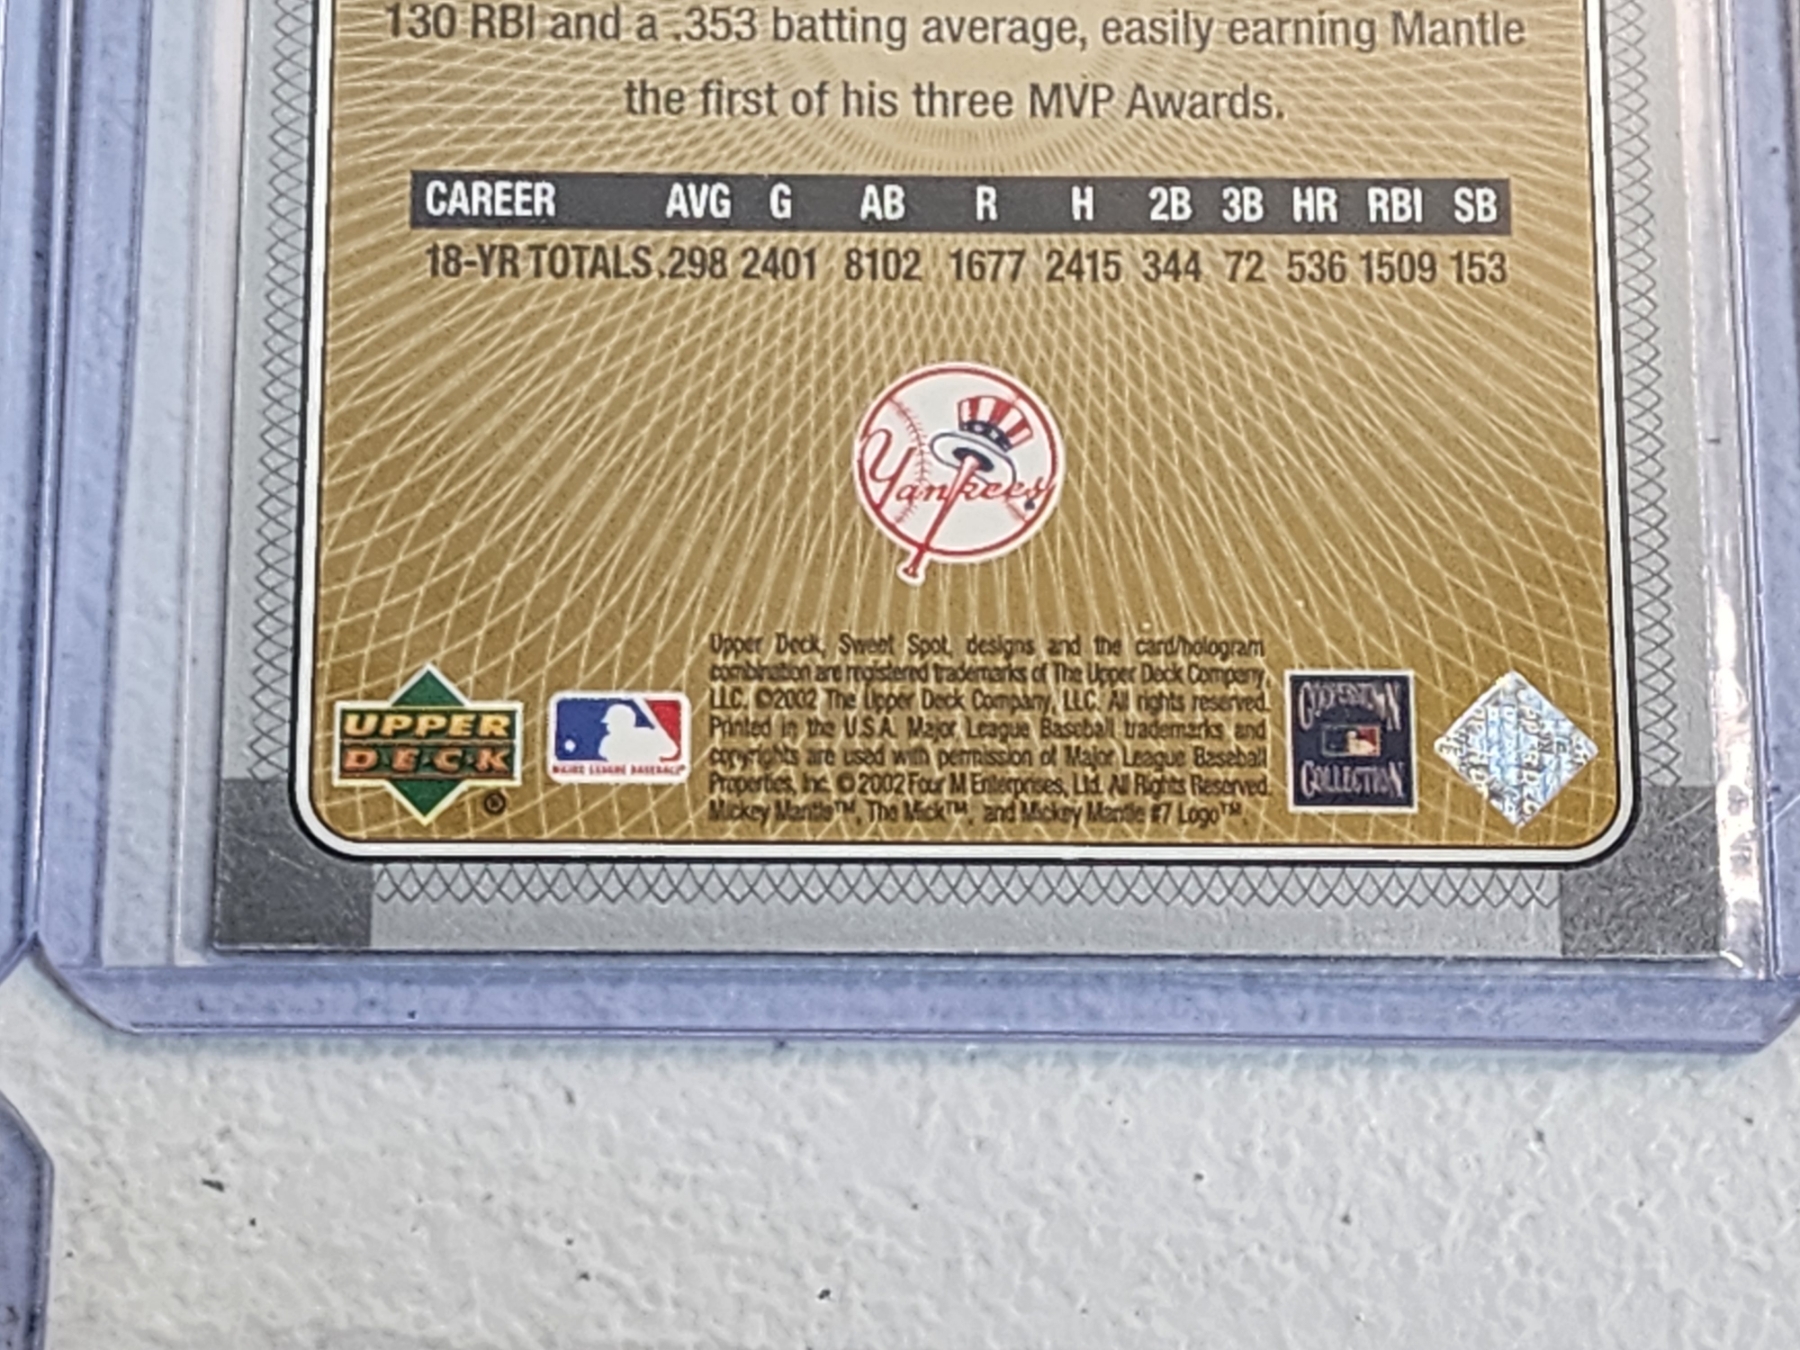 130 RBI and a .353 batting average, easily earning Mantle
the first of his three MVP Awards.
CAREER AVG G AB R H 2B 3B HR RBI SB
18-YR TOTALS .298 2401 8102 1677 2415 344 72 536 1509 153
Yankees
Upper Deck, Sweet Spot, designs and the card/hologram
combination are registered trademarks of The Upper Deck Company,
LLC. ©2002 The Upper Deck Company, LLC. All rights reserved.
Printed in the U.S.A. Major League Baseball trademarks and
copyrights are used with permission of Major League Baseball
Properties, Inc. ©2002 Four M Enterprises, Ltd. All Rights Reserved.
Mickey Mantle™, The Mick™, and Mickey Mantle #7 Logo™.
UPPER
DECK
®
MAJOR LEAGUE BASEBALL
COOPERSTOWN
COLLECTION